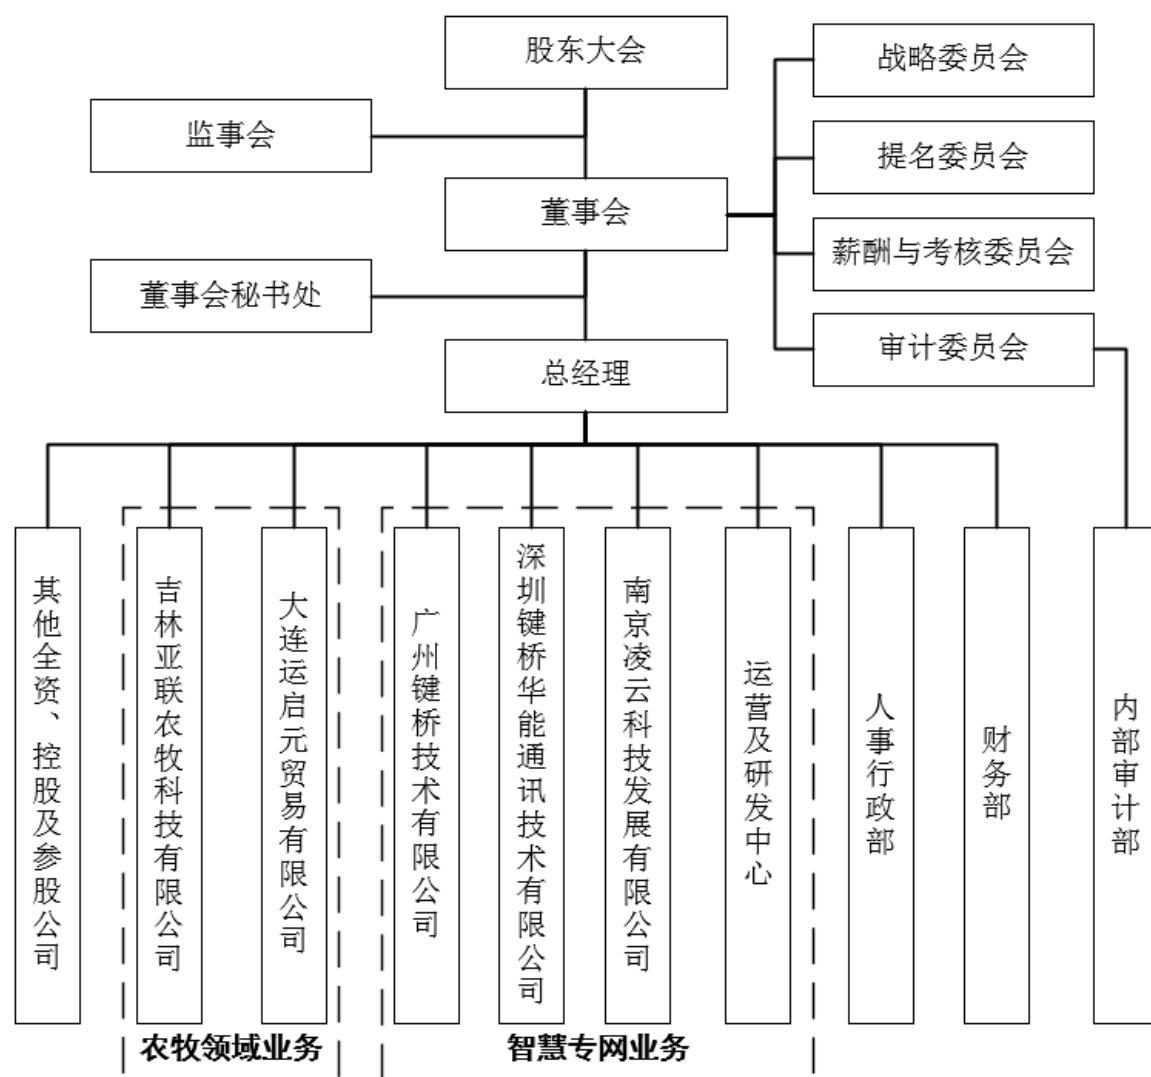 股东大会
战略委员会
监事会
提名委员会
董事会
薪酬与考核委员会
董事会秘书处
审计委员会
总经理
其他全资、控股及参股公司
吉林亚联农牧科技有限公司
大连运启元贸易有限公司
广州键桥技术有限公司
深圳键桥华能通讯技术有限公司
南京凌云科技发展有限公司
运营及研发中心
人事行政部
财务部
内部审计部
农牧领域业务
智慧专网业务